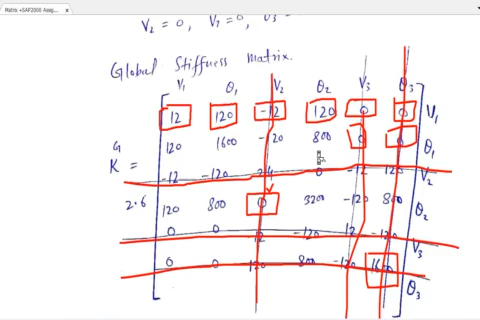 Matrix +SAP2000 Assig...
V₂ = 0, V₂ = 0, V₃ =
Global Stiffness Matrix.
V₁ θ₁ V₂ θ₂ V₃ θ₃
12 120 -12 120 0 0 V₁
120 1600 -120 800 0 0 θ₁
K^G =
-12 -120 24 0 -12 120 V₂
2.6 120 800 0 3200 -120 800 θ₂
0 0 12 -120 12 -120 V₃
0 0 120 800 -120 1600 θ₃